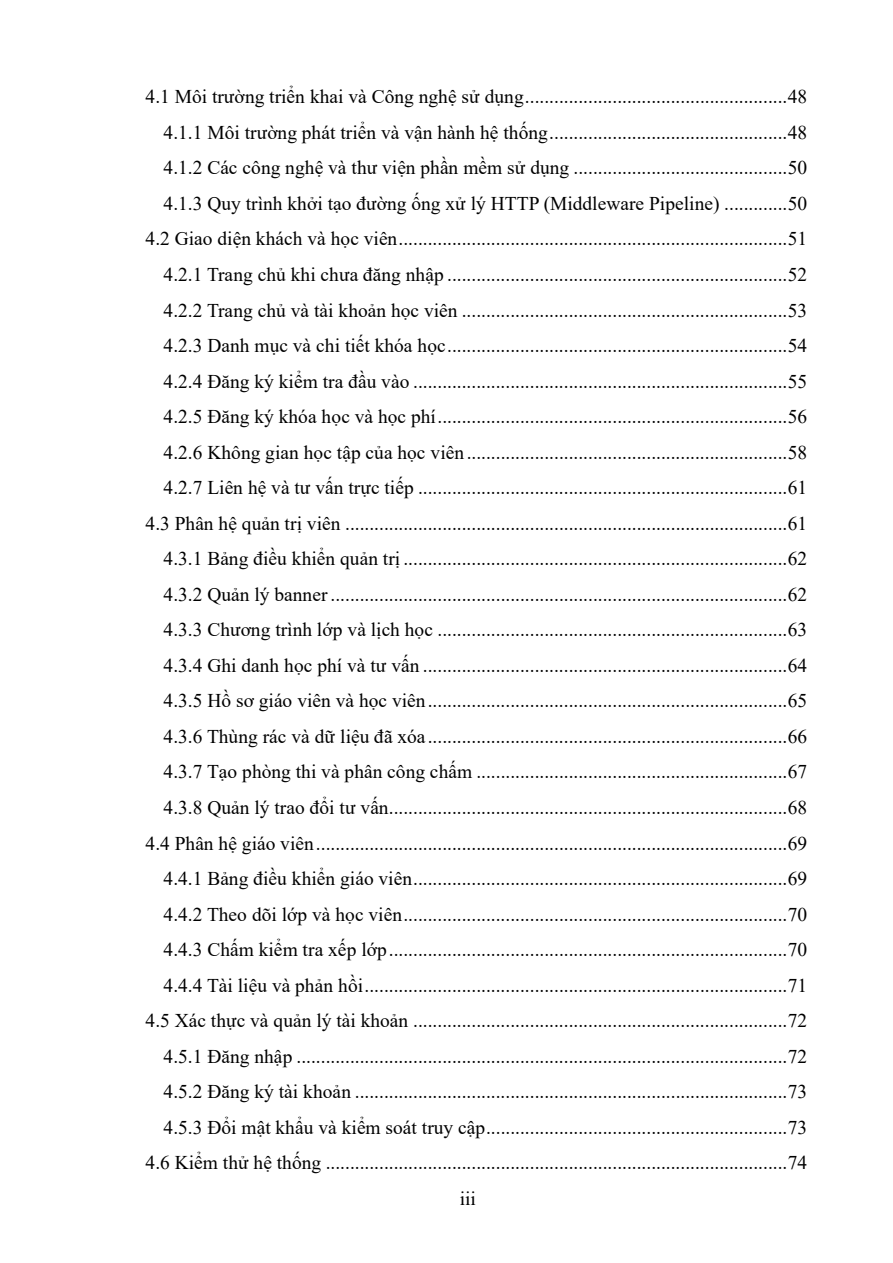 4.1 Môi trường triển khai và Công nghệ sử dụng........................................................48
4.1.1 Môi trường phát triển và vận hành hệ thống...................................................48
4.1.2 Các công nghệ và thư viện phần mềm sử dụng ..............................................50
4.1.3 Quy trình khởi tạo đường ống xử lý HTTP (Middleware Pipeline) .............50
4.2 Giao diện khách và học viên...................................................................................51
4.2.1 Trang chủ khi chưa đăng nhập .........................................................................52
4.2.2 Trang chủ và tài khoản học viên ......................................................................53
4.2.3 Danh mục và chi tiết khóa học.........................................................................54
4.2.4 Đăng ký kiểm tra đầu vào ................................................................................55
4.2.5 Đăng ký khóa học và học phí...........................................................................56
4.2.6 Không gian học tập của học viên.....................................................................58
4.2.7 Liên hệ và tư vấn trực tiếp ...............................................................................61
4.3 Phân hệ quản trị viên ...............................................................................................61
4.3.1 Bảng điều khiển quản trị ..................................................................................62
4.3.2 Quản lý banner ..................................................................................................62
4.3.3 Chương trình lớp và lịch học ...........................................................................63
4.3.4 Ghi danh học phí và tư vấn ..............................................................................64
4.3.5 Hồ sơ giáo viên và học viên.............................................................................65
4.3.6 Thùng rác và dữ liệu đã xóa.............................................................................66
4.3.7 Tạo phòng thi và phân công chấm ...................................................................67
4.3.8 Quản lý trao đổi tư vấn.....................................................................................68
4.4 Phân hệ giáo viên.....................................................................................................69
4.4.1 Bảng điều khiển giáo viên................................................................................69
4.4.2 Theo dõi lớp và học viên..................................................................................70
4.4.3 Chấm kiểm tra xếp lớp.....................................................................................70
4.4.4 Tài liệu và phản hồi..........................................................................................71
4.5 Xác thực và quản lý tài khoản ................................................................................72
4.5.1 Đăng nhập .........................................................................................................72
4.5.2 Đăng ký tài khoản .............................................................................................73
4.5.3 Đổi mật khẩu và kiểm soát truy cập.................................................................73
4.6 Kiểm thử hệ thống ...................................................................................................74
iii